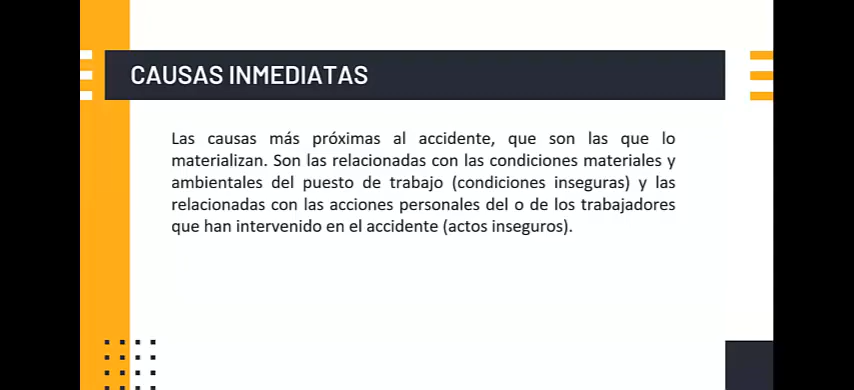 CAUSAS INMEDIATAS
Las causas más próximas al accidente, que son las que lo
materializan. Son las relacionadas con las condiciones materiales y
ambientales del puesto de trabajo (condiciones inseguras) y las
relacionadas con las acciones personales del o de los trabajadores
que han intervenido en el accidente (actos inseguros).